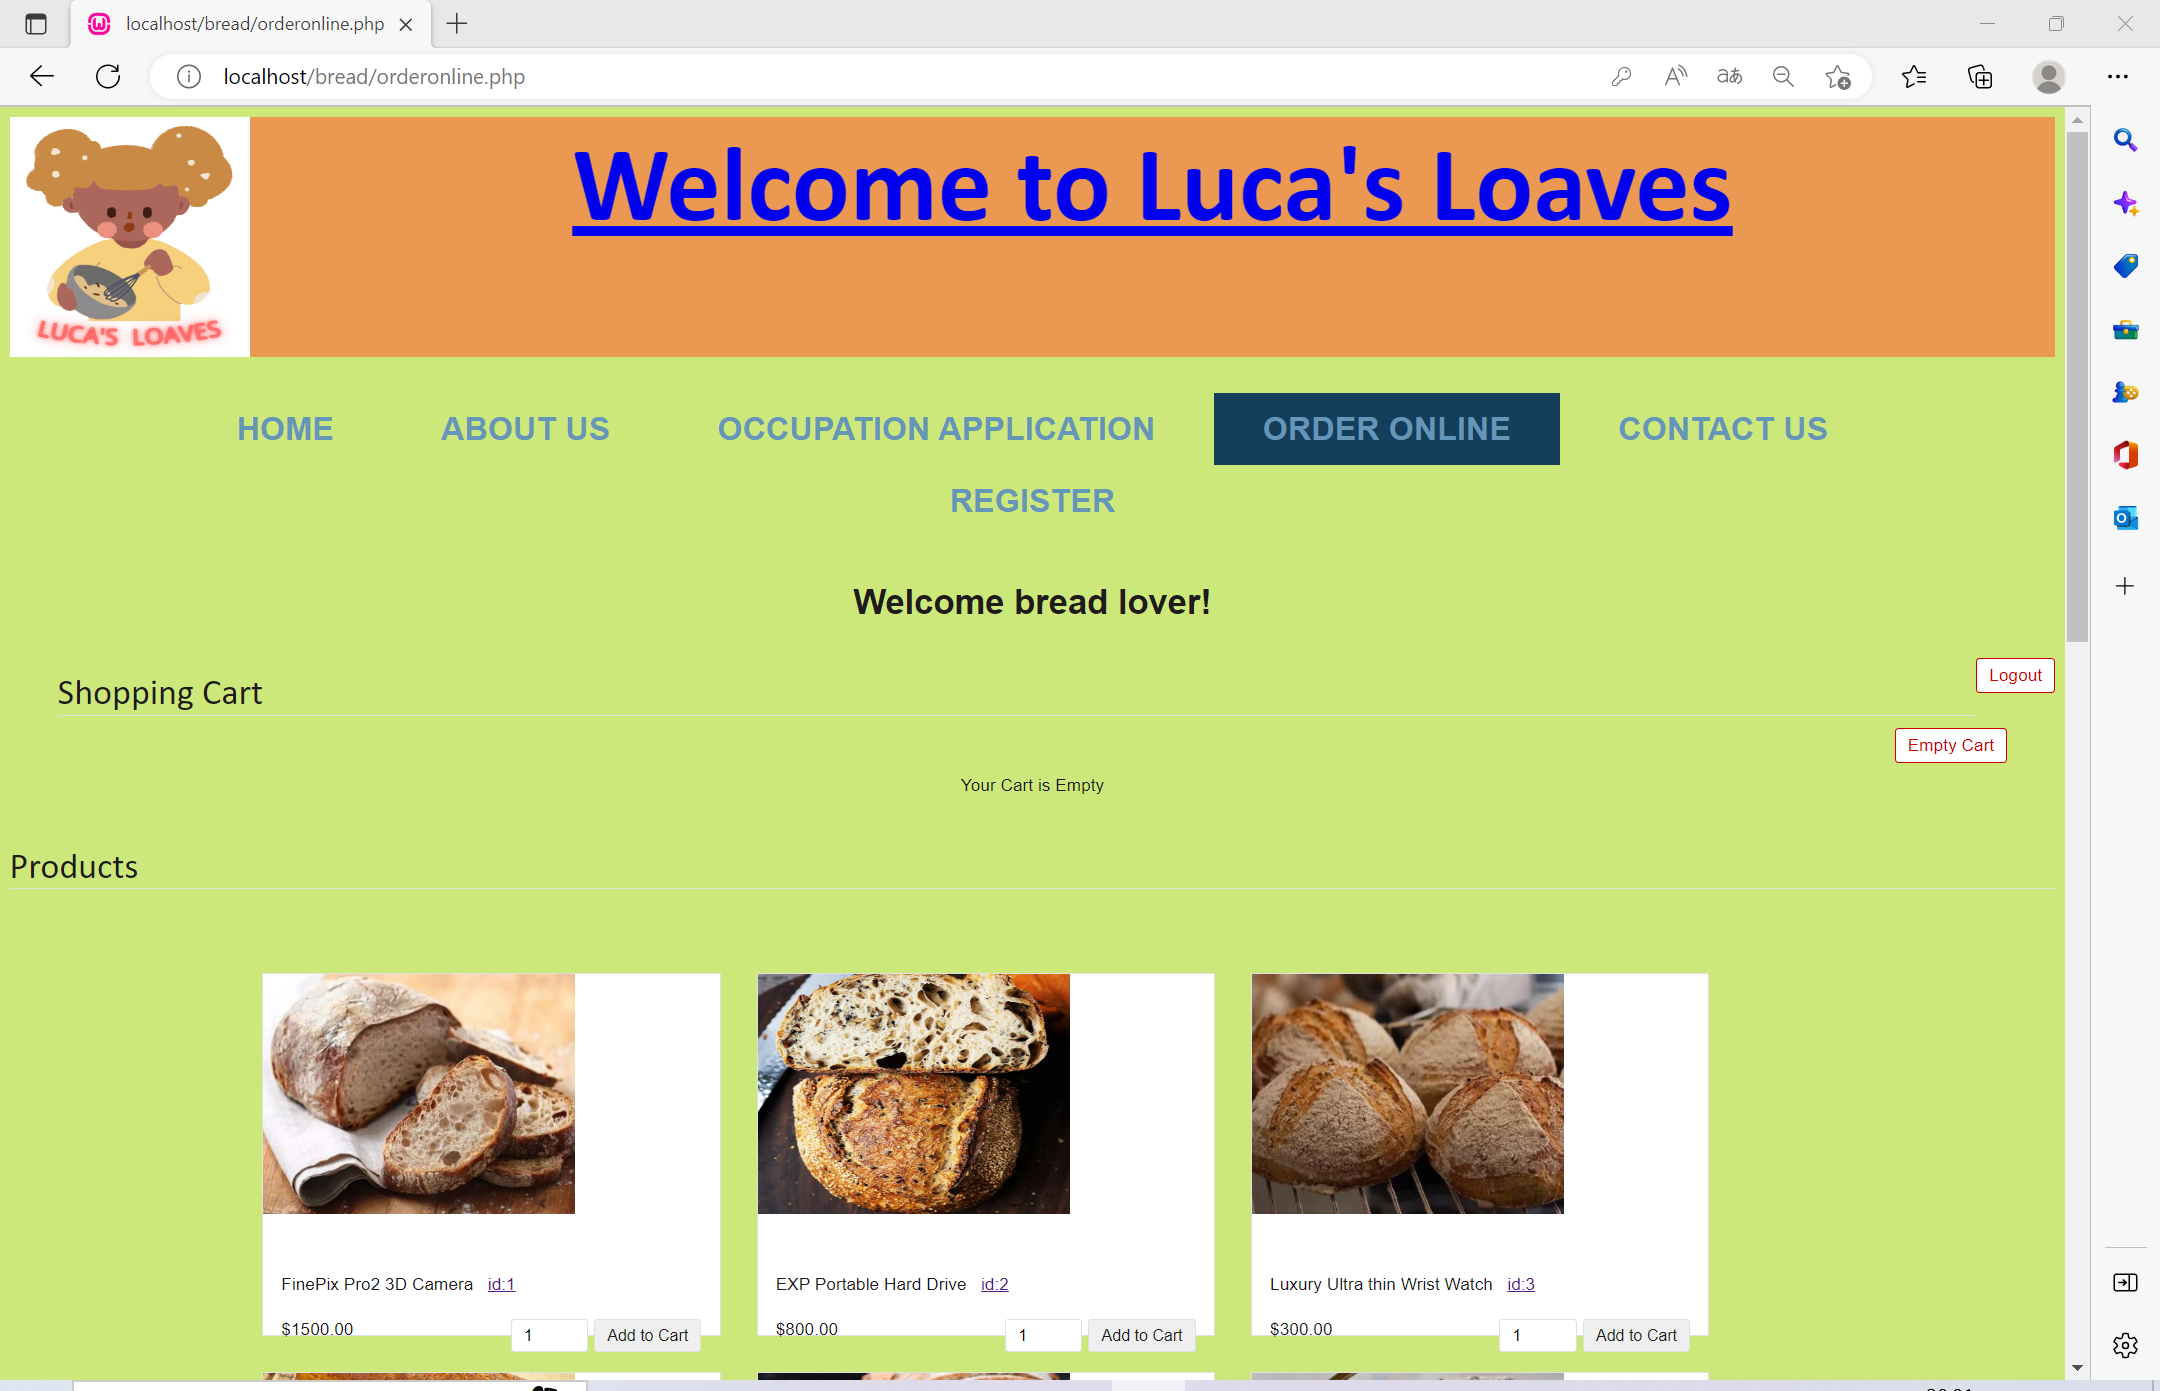 localhost/bread/orderonline.php
localhost/bread/orderonline.php
Welcome to Luca's Loaves
LUCA'S LOAVES
HOME ABOUT US OCCUPATION APPLICATION ORDER ONLINE CONTACT US
REGISTER
Welcome bread lover!
Logout
Shopping Cart
Empty Cart
Your Cart is Empty
Products
FinePix Pro2 3D Camera id:1
$1500.00 1 Add to Cart
EXP Portable Hard Drive id:2
$800.00 1 Add to Cart
Luxury Ultra thin Wrist Watch id:3
$300.00 1 Add to Cart